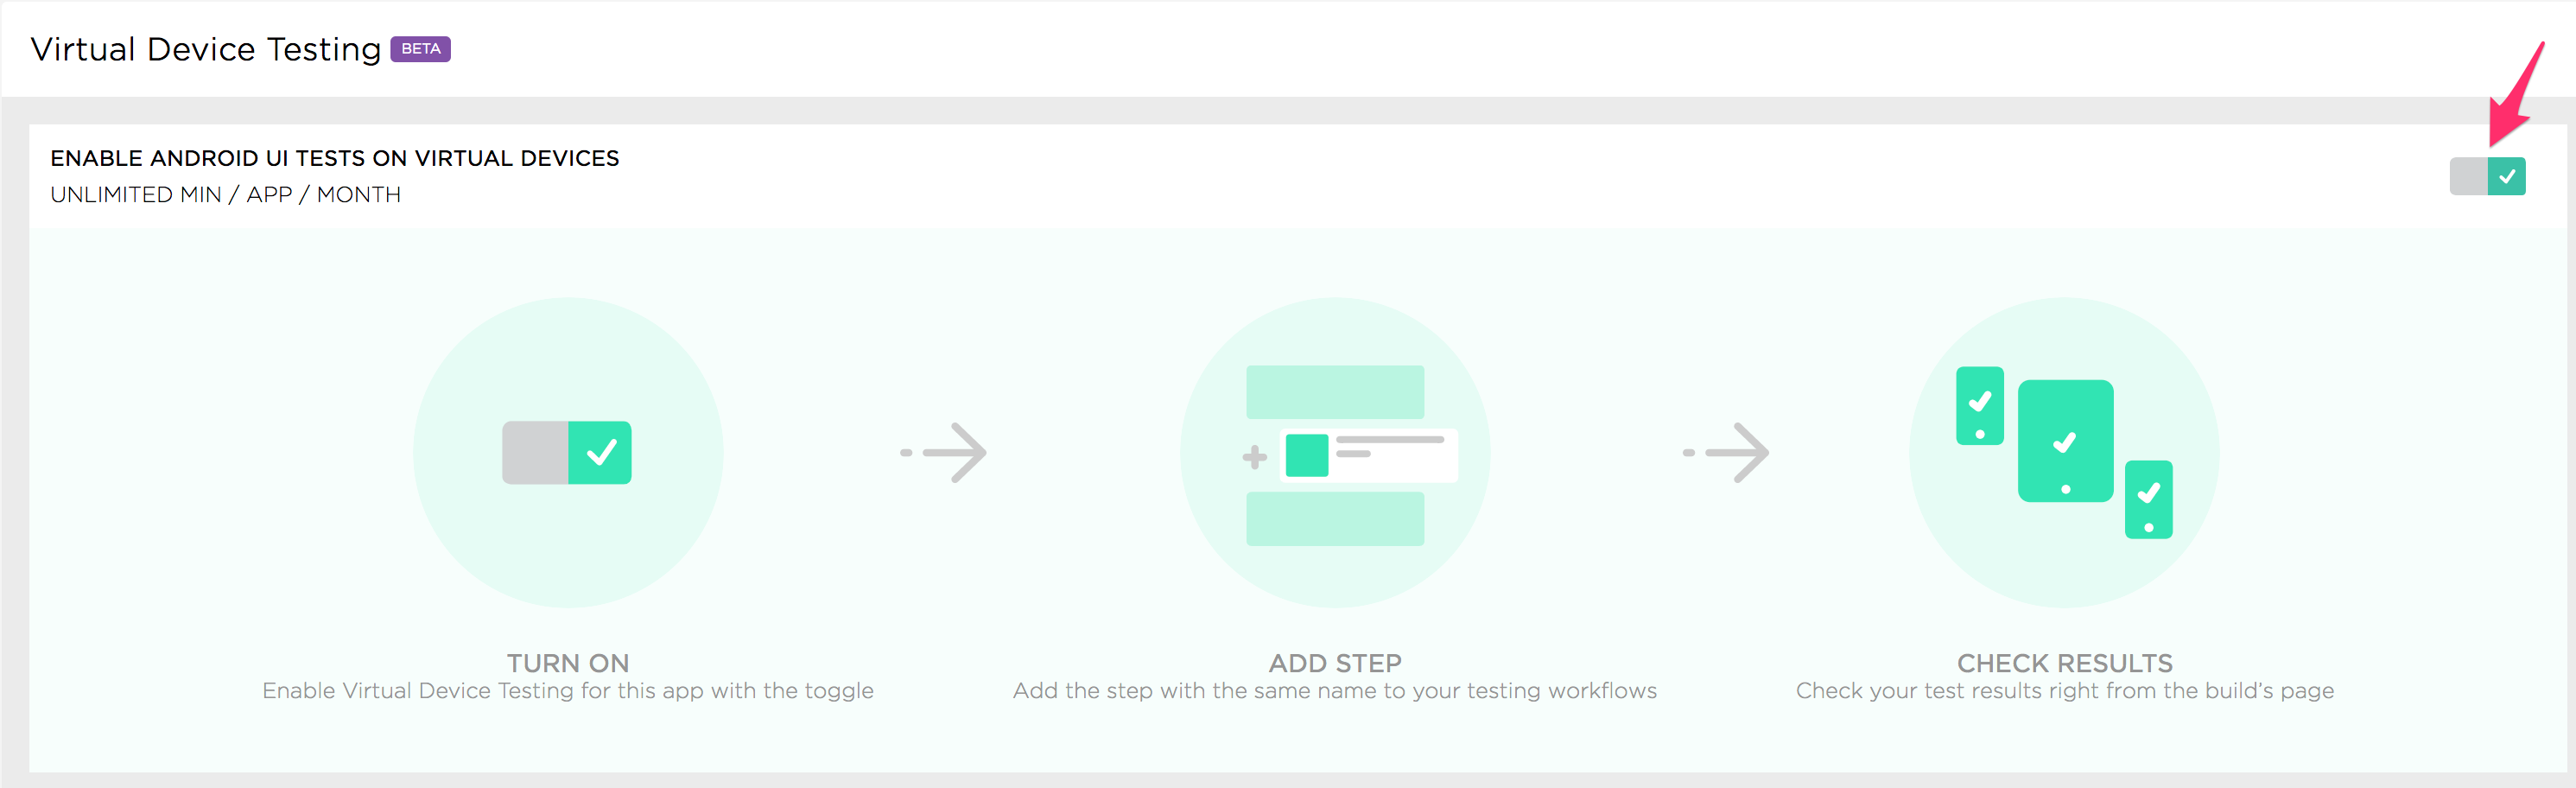 Virtual Device Testing BETA
ENABLE ANDROID UI TESTS ON VIRTUAL DEVICES
UNLIMITED MIN / APP / MONTH
TURN ON
Enable Virtual Device Testing for this app with the toggle
ADD STEP
Add the step with the same name to your testing workflows
CHECK RESULTS
Check your test results right from the build’s page